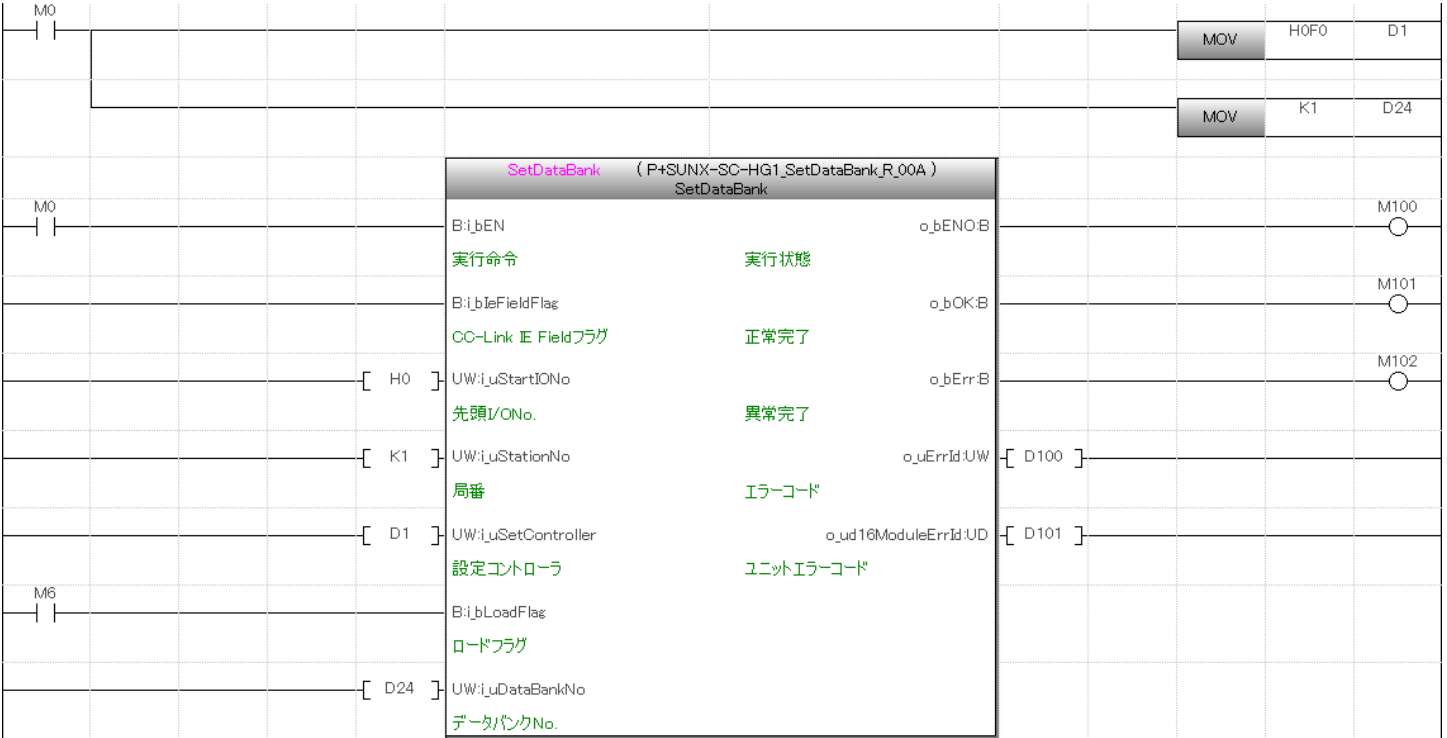 M0
MOV H0F0 D1
MOV K1 D24
SetDataBank (P+SUNX-SC-HG1_SetDataBank_R_00A)
SetDataBank
M0 B:i_bEN o_bENO:B M100
実行命令 実行状態
B:i_bIeFieldFlag o_bOK:B M101
CC-Link IE Fieldフラグ 正常完了
H0 UW:i_uStartIONo o_bErr:B M102
先頭I/ONo. 異常完了
K1 UW:i_uStationNo o_uErrId:UW D100
局番 エラーコード
D1 UW:i_uSetController o_ud16ModuleErrId:UD D101
設定コントローラ ユニットエラーコード
M6 B:i_bLoadFlag
ロードフラグ
D24 UW:i_uDataBankNo
データバンクNo.